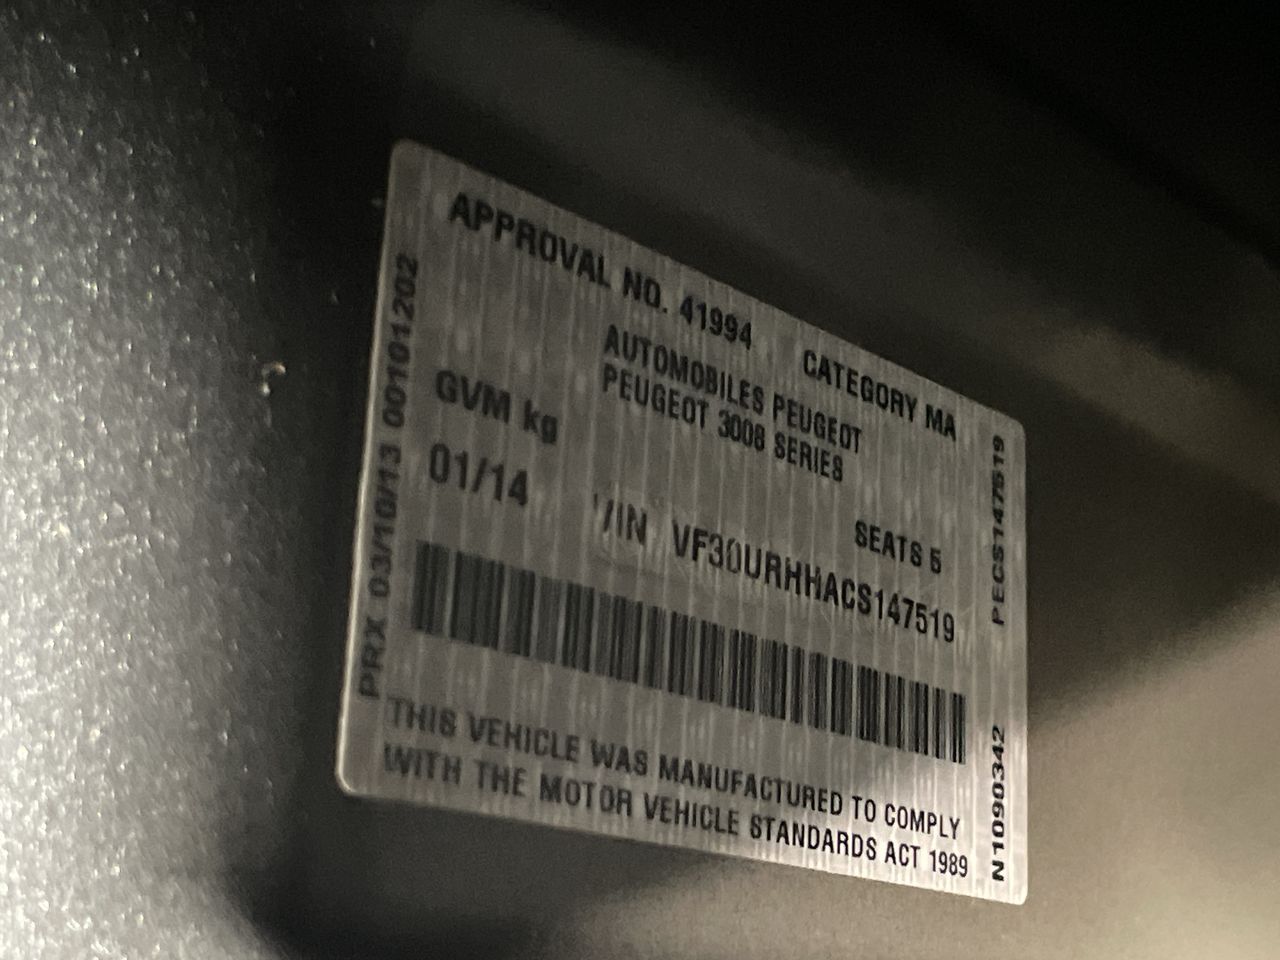 APPROVAL NO. 41994 CATEGORY MA
AUTOMOBILES PEUGEOT
PEUGEOT 3008 SERIES
GVM kg
01/14
SEATS 5
VIN VF30URHHACS147519
THIS VEHICLE WAS MANUFACTURED TO COMPLY
WITH THE MOTOR VEHICLE STANDARDS ACT 1989
PRX 03/10/13 00101202
PECS147519
N1090342